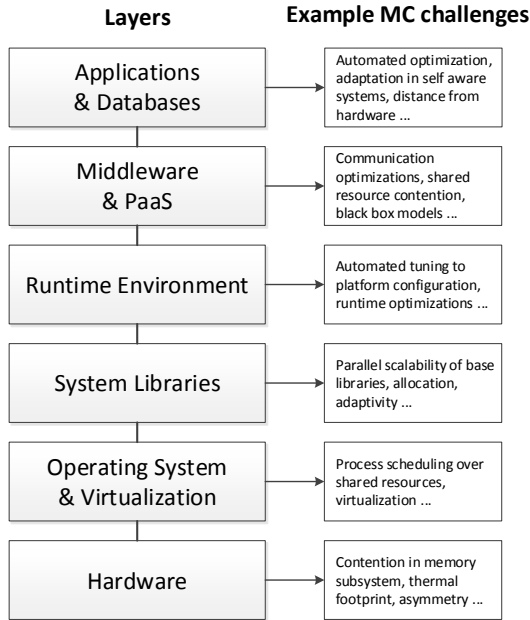 Layers
Example MC challenges
Applications
& Databases
Automated optimization,
adaptation in self aware
systems, distance from
hardware ...
Middleware
& PaaS
Communication
optimizations, shared
resource contention,
black box models ...
Runtime Environment
Automated tuning to
platform configuration,
runtime optimizations ...
System Libraries
Parallel scalability of base
libraries, allocation,
adaptivity ...
Operating System
& Virtualization
Process scheduling over
shared resources,
virtualization ...
Hardware
Contention in memory
subsystem, thermal
footprint, asymmetry ...